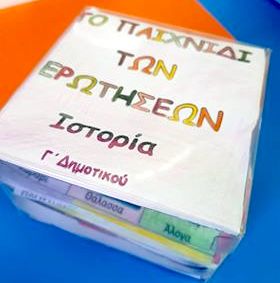 ΤΟ ΠΑΙΧΝΙΔΙ
ΤΩΝ
ΕΡΩΤΗΣΕΩΝ
Ιστορία
Γ΄ Δημοτικού
Θάλασσα
Άλογα